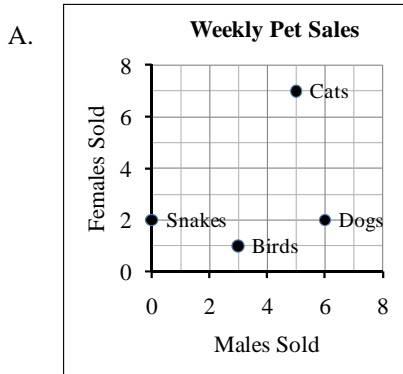 A.
Weekly Pet Sales
8
Cats
6
Females Sold
4
2
Snakes
Dogs
Birds
0
0 2 4 6 8
Males Sold